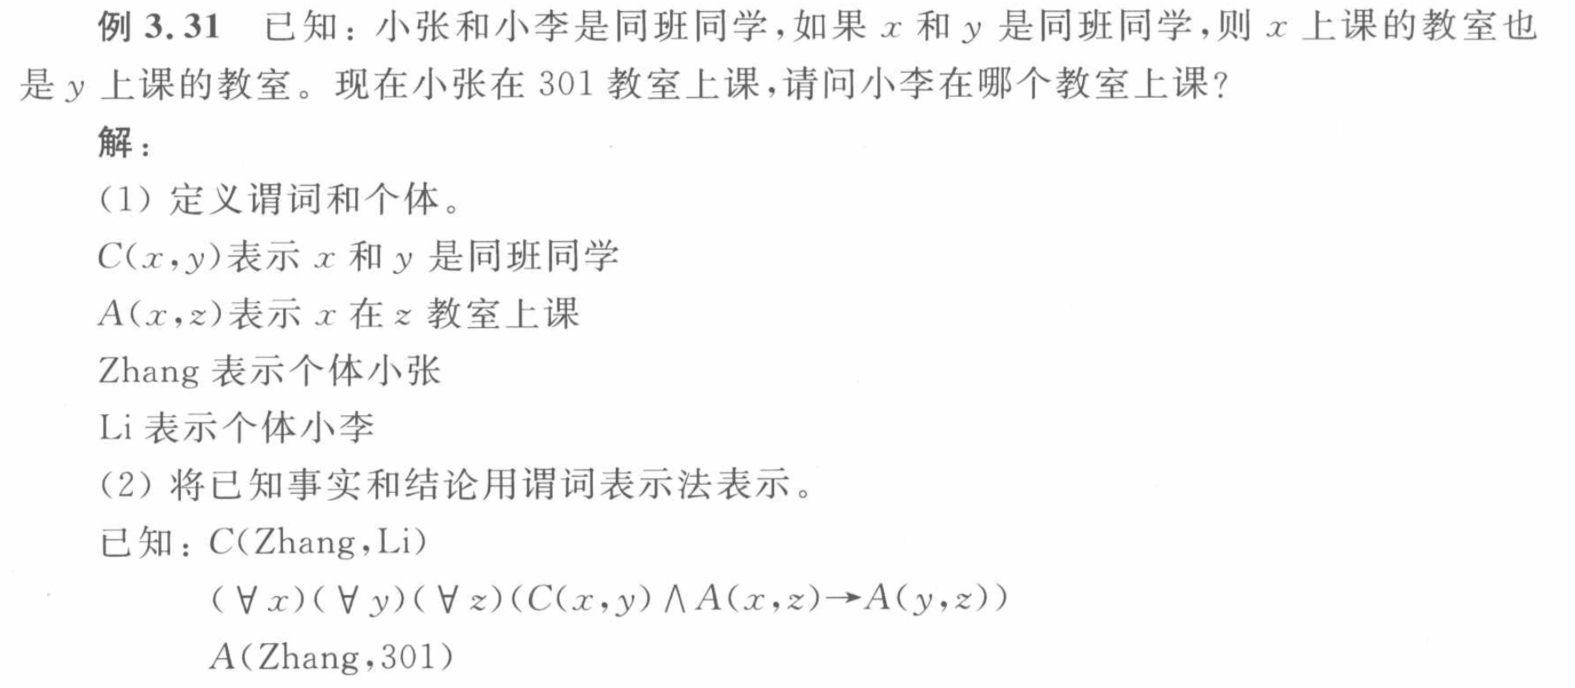 例 3.31 已知：小张和小李是同班同学，如果 x 和 y 是同班同学，则 x 上课的教室也
是 y 上课的教室。现在小张在 301 教室上课，请问小李在哪个教室上课？
解：
（1）定义谓词和个体。
C(x,y)表示 x 和 y 是同班同学
A(x,z)表示 x 在 z 教室上课
Zhang 表示个体小张
Li 表示个体小李
（2）将已知事实和结论用谓词表示法表示。
已知：C(Zhang,Li)
(∀x)(∀y)(∀z)(C(x,y)∧A(x,z)→A(y,z))
A(Zhang,301)